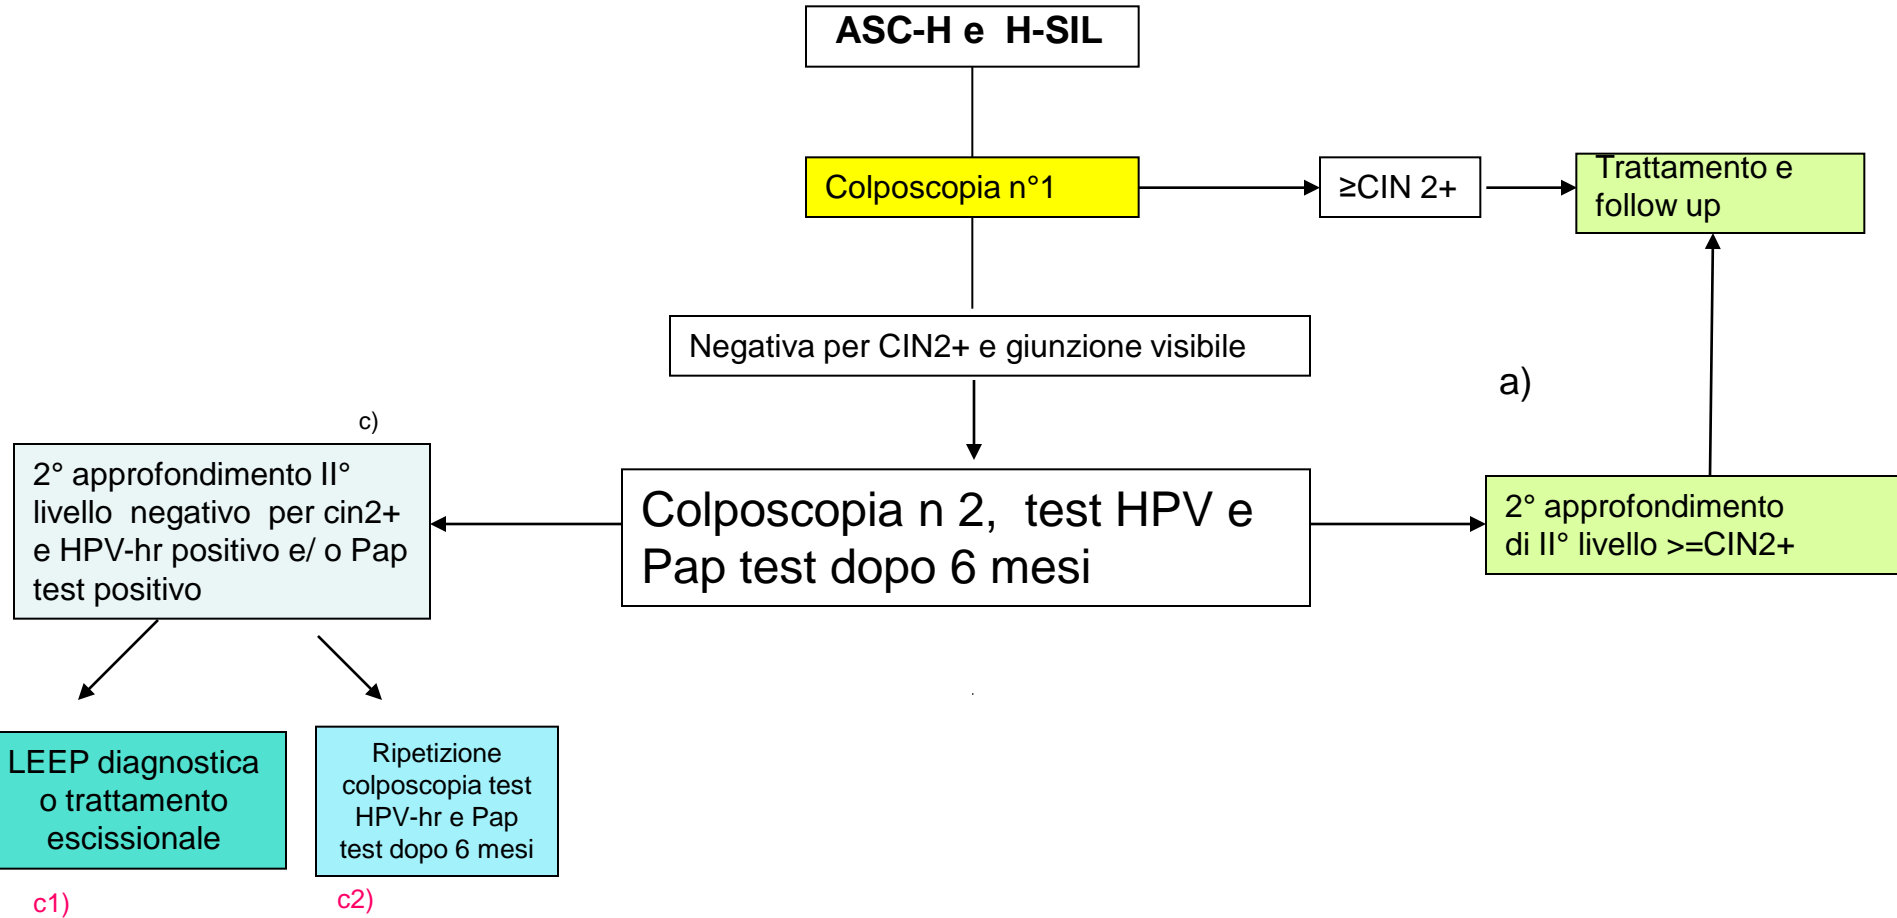 ASC-H e H-SIL
Colposcopia n°1
≥CIN 2+
Trattamento e
follow up
Negativa per CIN2+ e giunzione visibile
a)
c)
2° approfondimento II°
livello negativo per cin2+
e HPV-hr positivo e/ o Pap
test positivo
Colposcopia n 2, test HPV e
Pap test dopo 6 mesi
2° approfondimento
di II° livello >=CIN2+
LEEP diagnostica
o trattamento
escissionale
Ripetizione
colposcopia test
HPV-hr e Pap
test dopo 6 mesi
c1)
c2)